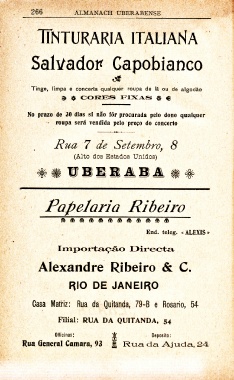 266
ALMANACH UBERABENSE
TINTURARIA ITALIANA
Salvador Capobianco
Tinge, limpa e concerta qualquer roupa de lã ou de algodão
CORES FIXAS
No prazo de 30 dias si não fôr procurada pelo dono qualquer
roupa será vendida pelo preço do concerto
Rua 7 de Setembro, 8
(Alto dos Estados Unidos)
UBERABA
Papelaria Ribeiro
End. teleg. «ALEXIS»
Importação Directa
Alexandre Ribeiro & C.
RIO DE JANEIRO
Casa Matriz: Rua da Quitanda, 79-B e Rosario, 54
Filial: RUA DA QUITANDA, 54
Officinas:
Rua General Camara, 93
Deposito:
Rua da Ajuda, 24